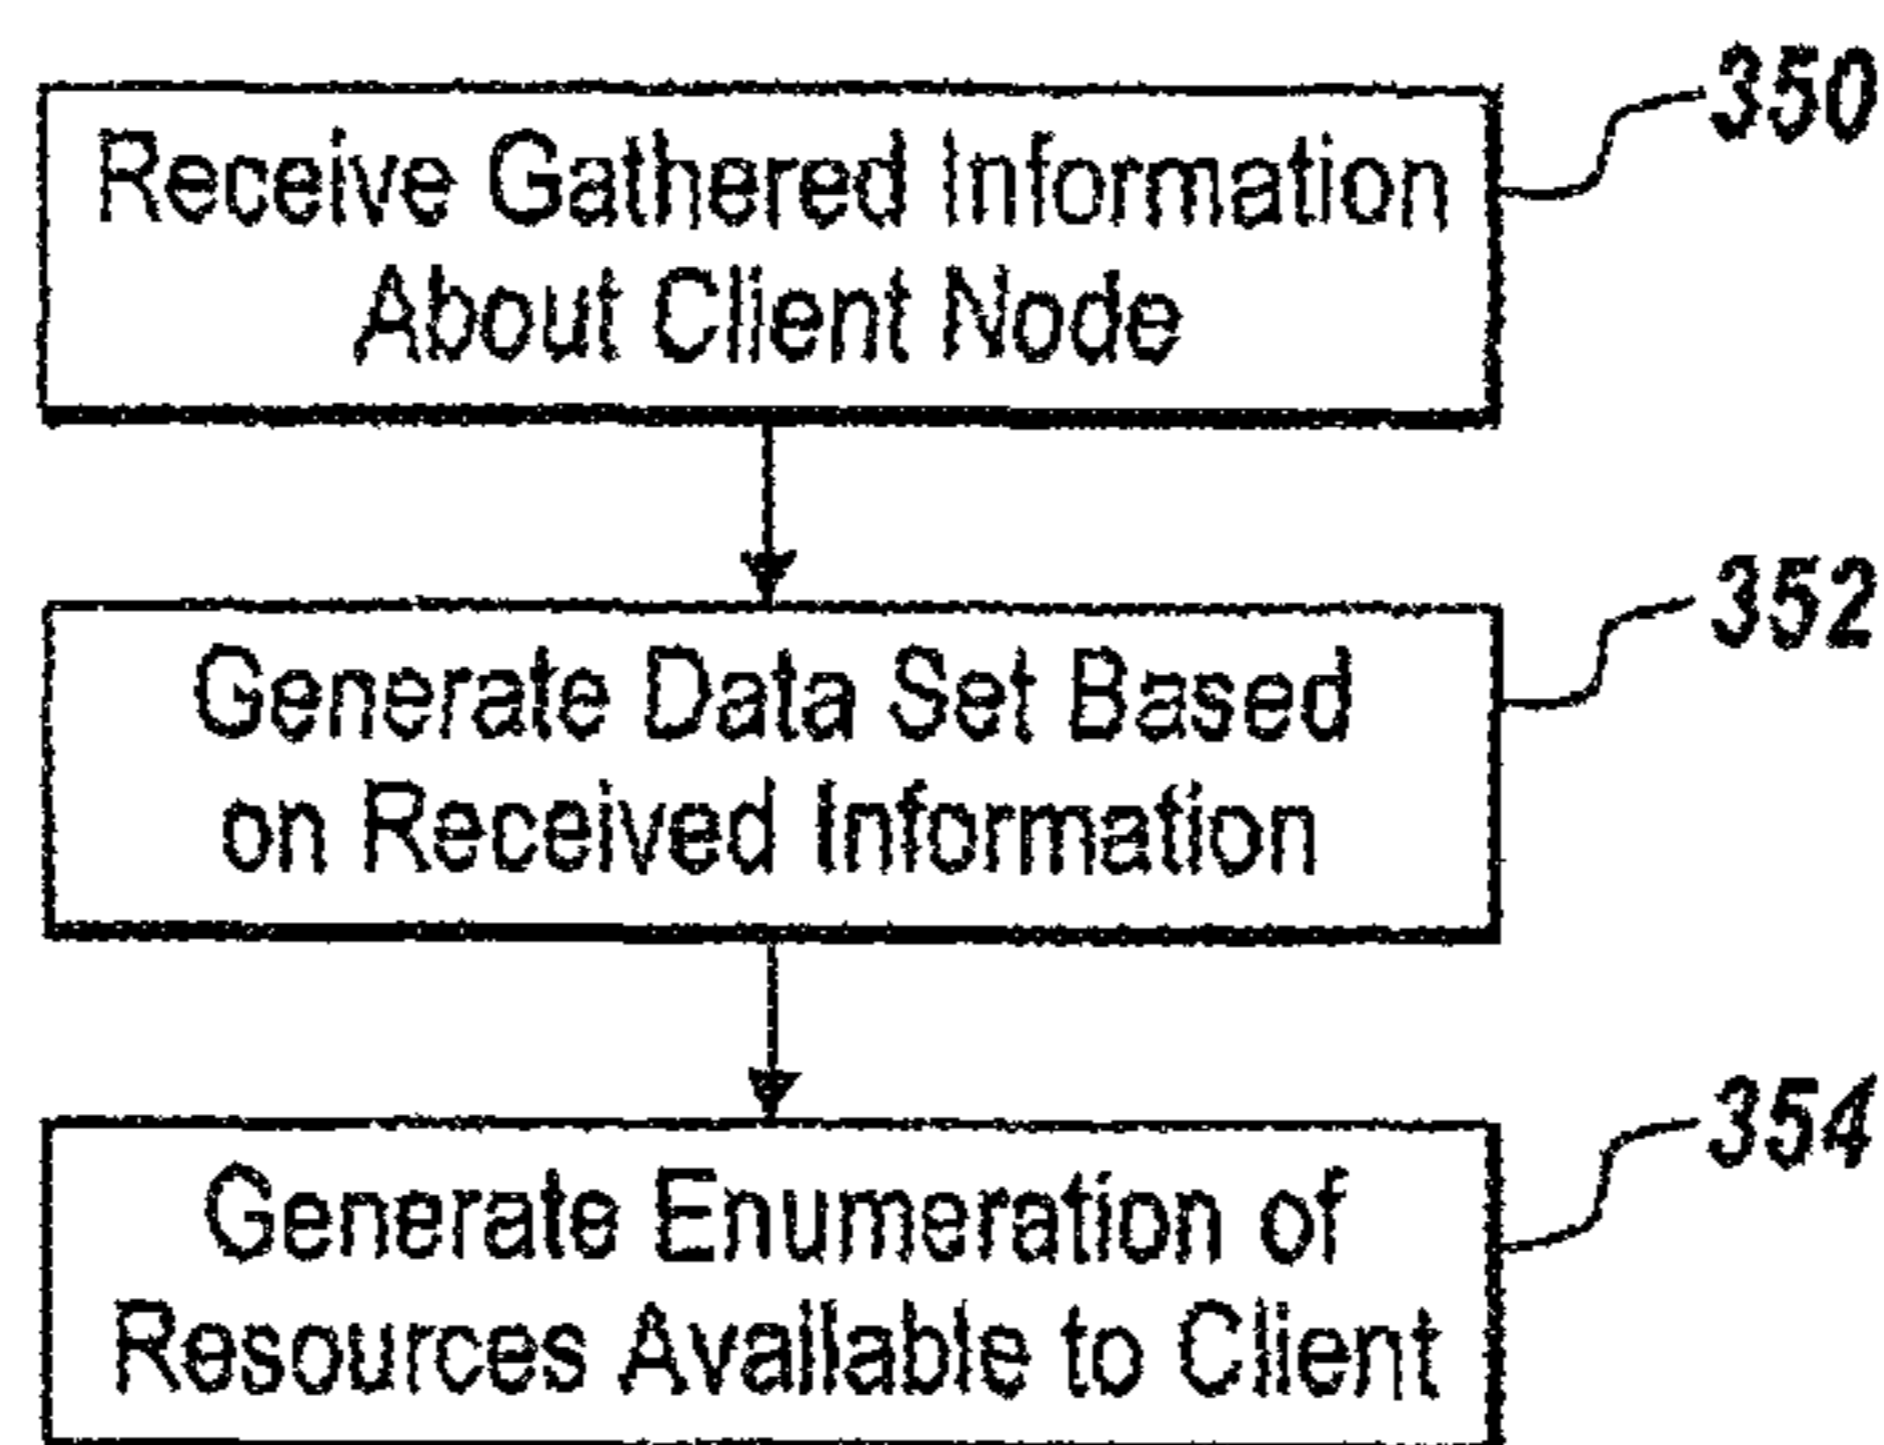 350
Receive Gathered Information
About Client Node
352
Generate Data Set Based
on Received Information
354
Generate Enumeration of
Resources Available to Client